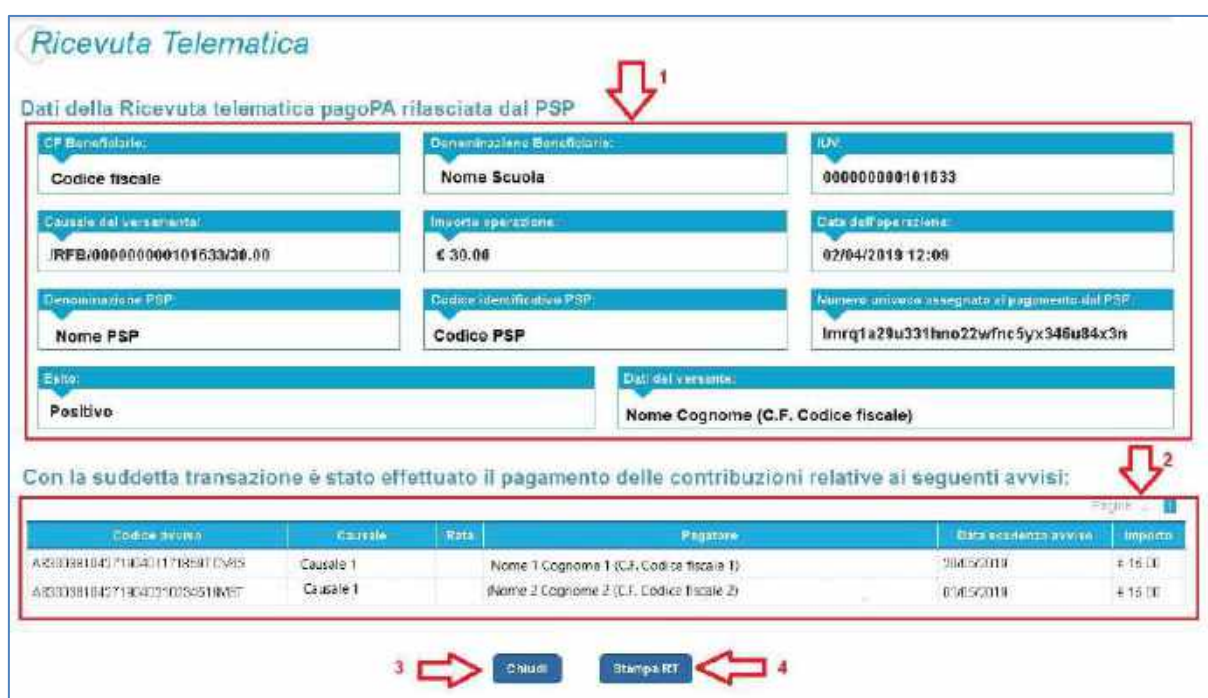 Ricevuta Telematica
1
Dati della Ricevuta telematica pagoPA rilasciata dal PSP
CF Beneficiario: Denominazione Beneficiario: IUV:
Codice fiscale Nome Scuola 000000000101633
Causale del versamento: Importo operazione: Data dell'operazione:
/RFB/000000000101633/30.00 € 30.00 02/04/2019 12:09
Denominazione PSP: Codice identificativo PSP: Numero univoco assegnato al pagamento dal PSP:
Nome PSP Codice PSP lmrq1a29u331hno22wfnc5yx346u84x3n
Esito: Dati del versante:
Positivo Nome Cognome (C.F. Codice fiscale)
2
Con la suddetta transazione è stato effettuato il pagamento delle contribuzioni relative ai seguenti avvisi:
Pagine 1
Codice avviso Causale Rata Pagatore Data scadenza avviso Importo
Causale 1 Nome 1 Cognome 1 (C.F. Codice fiscale 1)
Causale 1 (Nome 2 Cognome 2 (C.F. Codice fiscale 2)
3 Chiudi Stampa RT 4